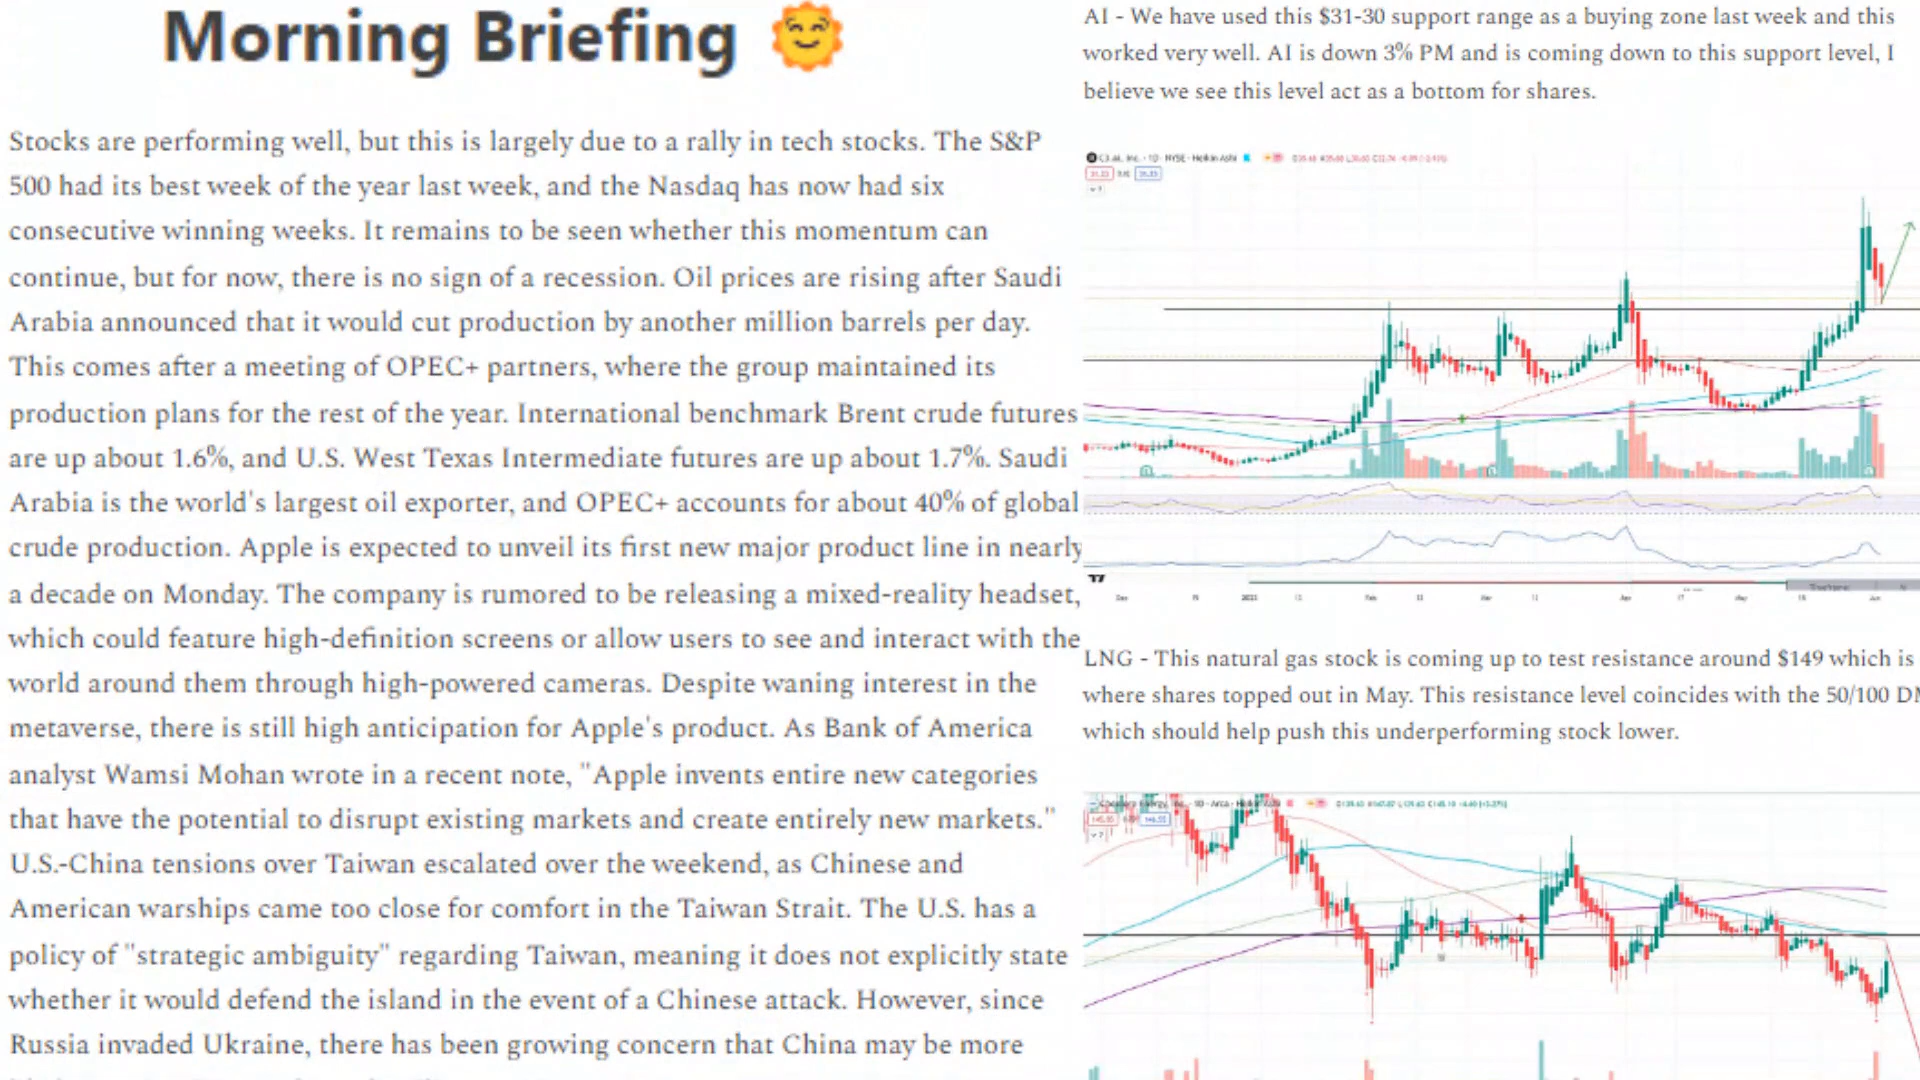 Morning Briefing
Stocks are performing well, but this is largely due to a rally in tech stocks. The S&P
500 had its best week of the year last week, and the Nasdaq has now had six
consecutive winning weeks. It remains to be seen whether this momentum can
continue, but for now, there is no sign of a recession. Oil prices are rising after Saudi
Arabia announced that it would cut production by another million barrels per day.
This comes after a meeting of OPEC+ partners, where the group maintained its
production plans for the rest of the year. International benchmark Brent crude futures
are up about 1.6%, and U.S. West Texas Intermediate futures are up about 1.7%. Saudi
Arabia is the world's largest oil exporter, and OPEC+ accounts for about 40% of global
crude production. Apple is expected to unveil its first new major product line in nearly
a decade on Monday. The company is rumored to be releasing a mixed-reality headset,
which could feature high-definition screens or allow users to see and interact with the
world around them through high-powered cameras. Despite waning interest in the
metaverse, there is still high anticipation for Apple's product. As Bank of America
analyst Wamsi Mohan wrote in a recent note, "Apple invents entire new categories
that have the potential to disrupt existing markets and create entirely new markets."
U.S.-China tensions over Taiwan escalated over the weekend, as Chinese and
American warships came too close for comfort in the Taiwan Strait. The U.S. has a
policy of "strategic ambiguity" regarding Taiwan, meaning it does not explicitly state
whether it would defend the island in the event of a Chinese attack. However, since
Russia invaded Ukraine, there has been growing concern that China may be more
AI - We have used this $31-30 support range as a buying zone last week and this
worked very well. AI is down 3% PM and is coming down to this support level, I
believe we see this level act as a bottom for shares.
C3.ai, Inc. · 1D · NYSE · Heikin Ashi
2023
LNG - This natural gas stock is coming up to test resistance around $149 which is
where shares topped out in May. This resistance level coincides with the 50/100
which should help push this underperforming stock lower.
Energy, Inc. · 1D · Arca